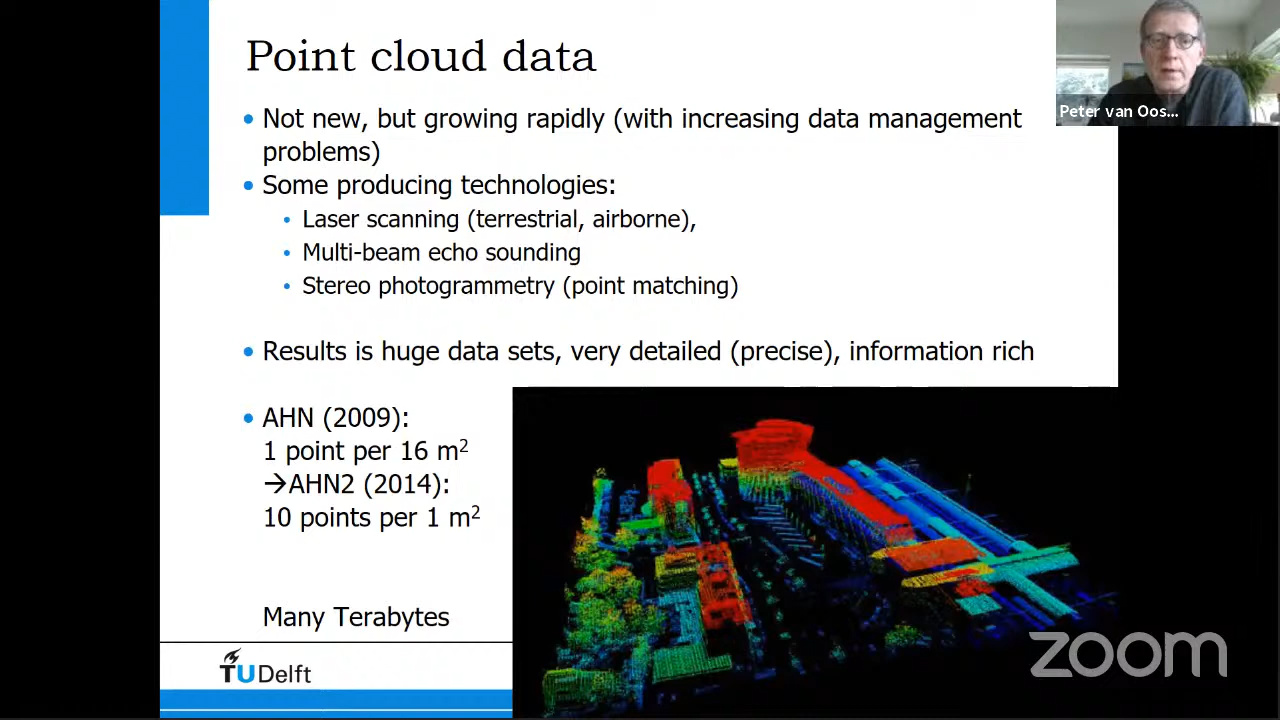 Point cloud data
Peter van Oos...
• Not new, but growing rapidly (with increasing data management
problems)
• Some producing technologies:
• Laser scanning (terrestrial, airborne),
• Multi-beam echo sounding
• Stereo photogrammetry (point matching)
• Results is huge data sets, very detailed (precise), information rich
• AHN (2009):
1 point per 16 m²
→AHN2 (2014):
10 points per 1 m²
Many Terabytes
TUDelft
zoom